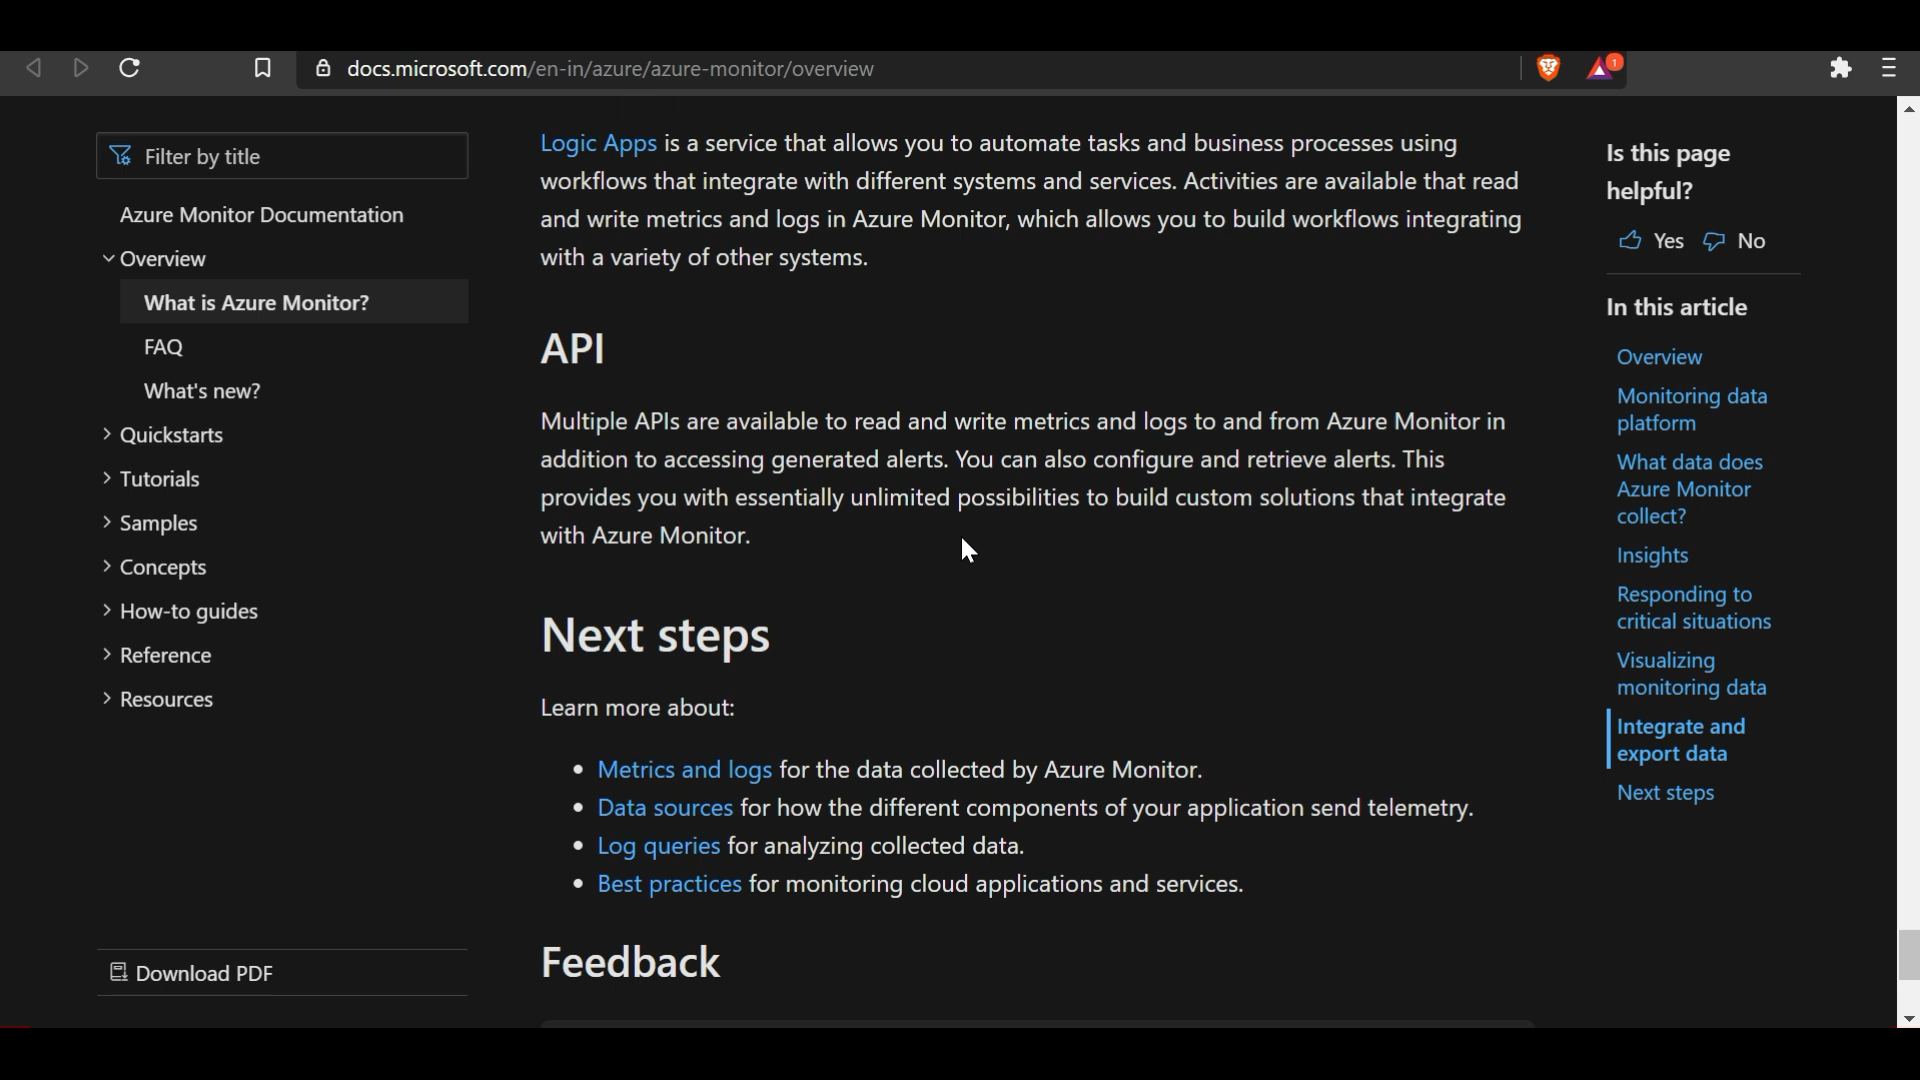 docs.microsoft.com/en-in/azure/azure-monitor/overview
1
Filter by title
Azure Monitor Documentation
Overview
What is Azure Monitor?
FAQ
What's new?
Quickstarts
Tutorials
Samples
Concepts
How-to guides
Reference
Resources
Download PDF
Logic Apps is a service that allows you to automate tasks and business processes using
workflows that integrate with different systems and services. Activities are available that read
and write metrics and logs in Azure Monitor, which allows you to build workflows integrating
with a variety of other systems.
API
Multiple APIs are available to read and write metrics and logs to and from Azure Monitor in
addition to accessing generated alerts. You can also configure and retrieve alerts. This
provides you with essentially unlimited possibilities to build custom solutions that integrate
with Azure Monitor.
Next steps
Learn more about:
• Metrics and logs for the data collected by Azure Monitor.
• Data sources for how the different components of your application send telemetry.
• Log queries for analyzing collected data.
• Best practices for monitoring cloud applications and services.
Feedback
Is this page
helpful?
Yes No
In this article
Overview
Monitoring data
platform
What data does
Azure Monitor
collect?
Insights
Responding to
critical situations
Visualizing
monitoring data
Integrate and
export data
Next steps